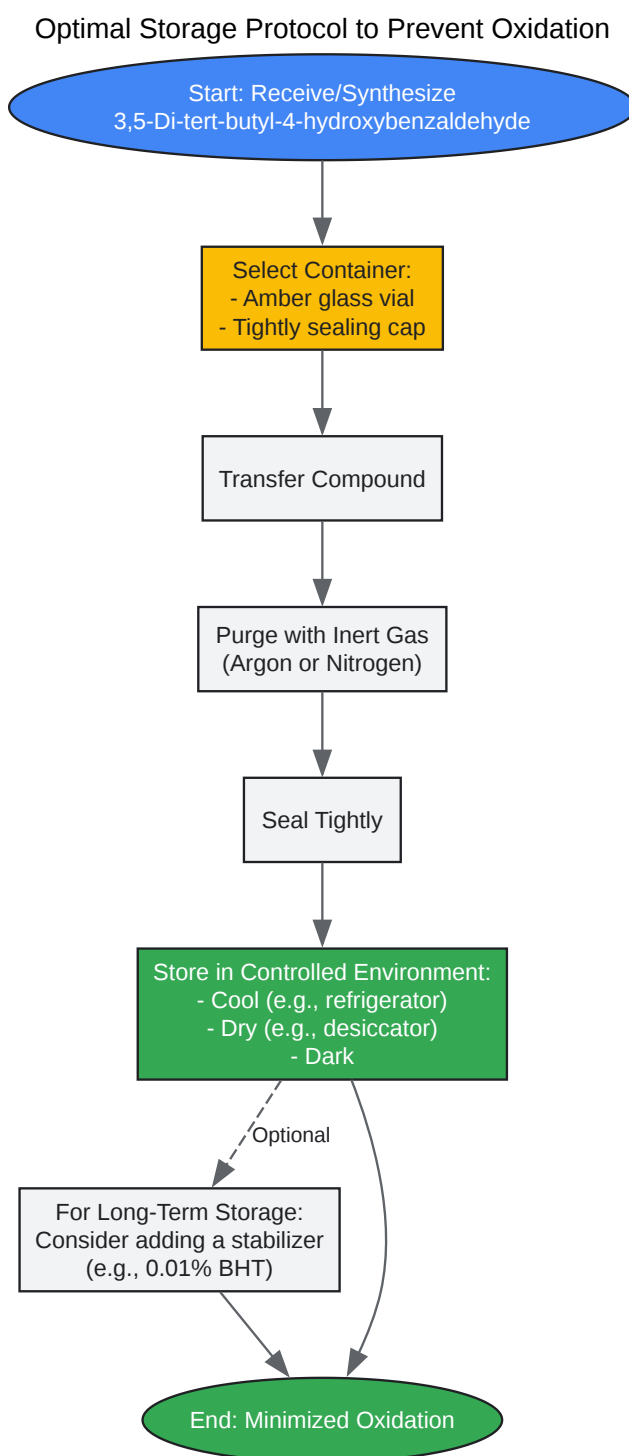 Optimal Storage Protocol to Prevent Oxidation
Start: Receive/Synthesize
3,5-Di-tert-butyl-4-hydroxybenzaldehyde
Select Container:
- Amber glass vial
- Tightly sealing cap
Transfer Compound
Purge with Inert Gas
(Argon or Nitrogen)
Seal Tightly
Store in Controlled Environment:
- Cool (e.g., refrigerator)
- Dry (e.g., desiccator)
- Dark
Optional
For Long-Term Storage:
Consider adding a stabilizer
(e.g., 0.01% BHT)
End: Minimized Oxidation